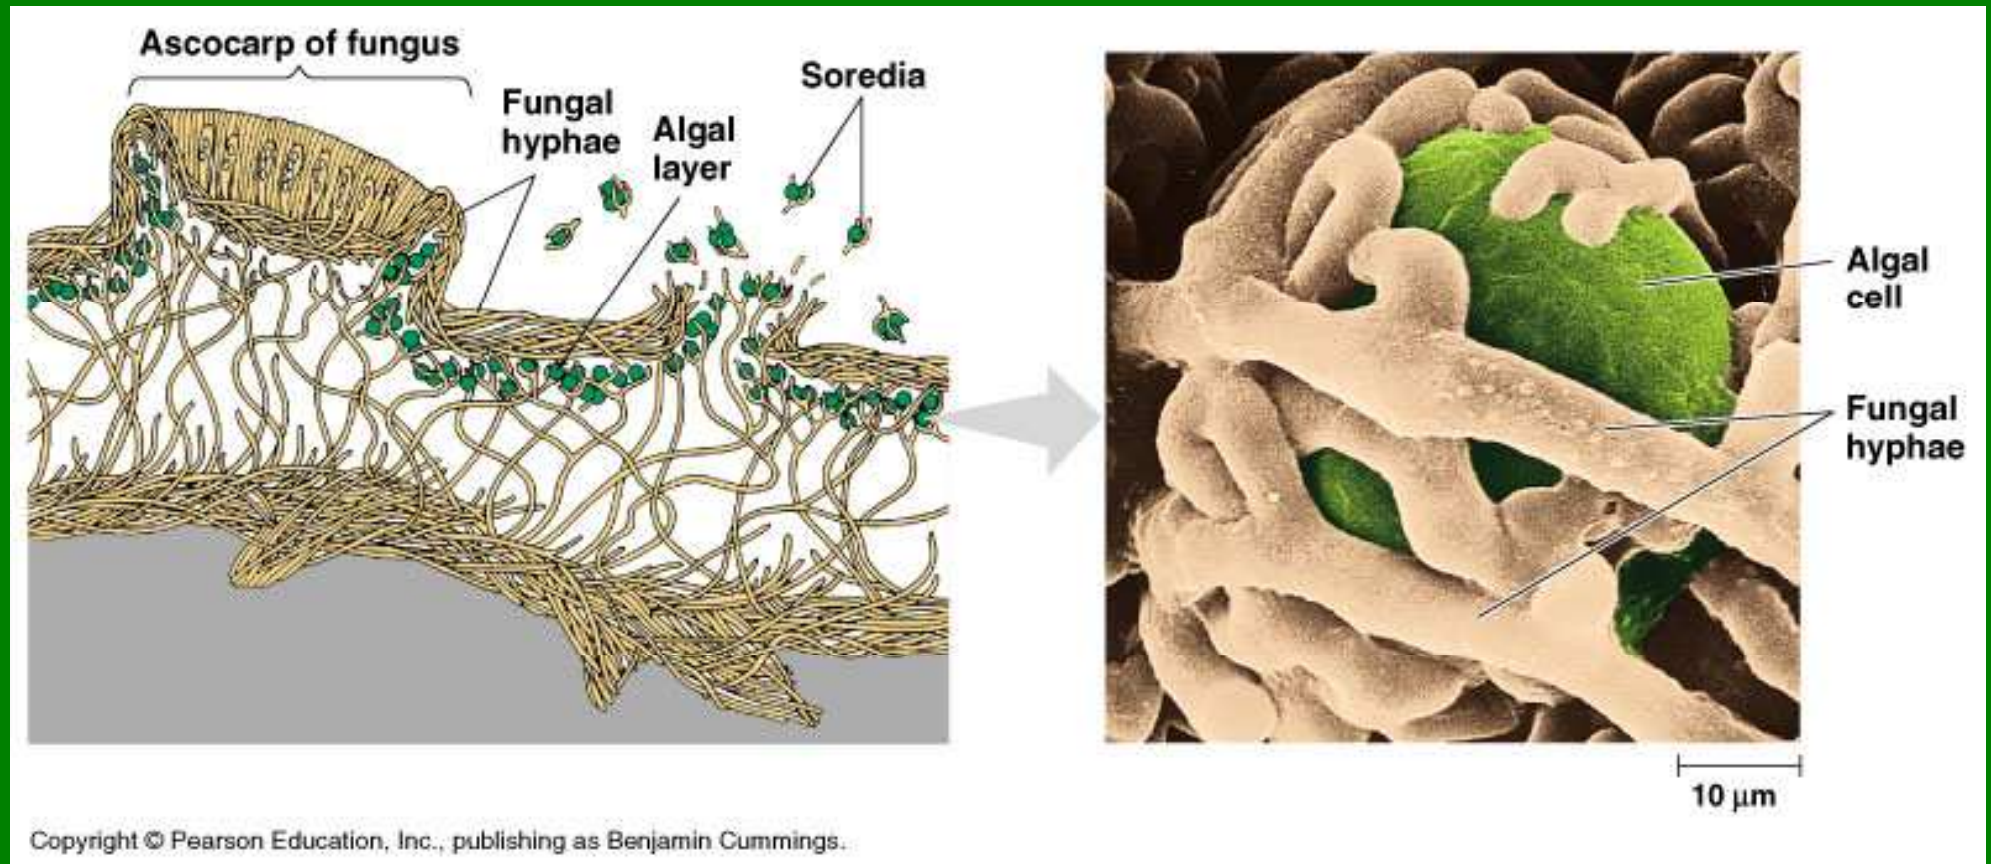 Ascocarp of fungus
Fungal
hyphae
Algal
layer
Soredia
Algal
cell
Fungal
hyphae
10 μm
Copyright © Pearson Education, Inc., publishing as Benjamin Cummings.